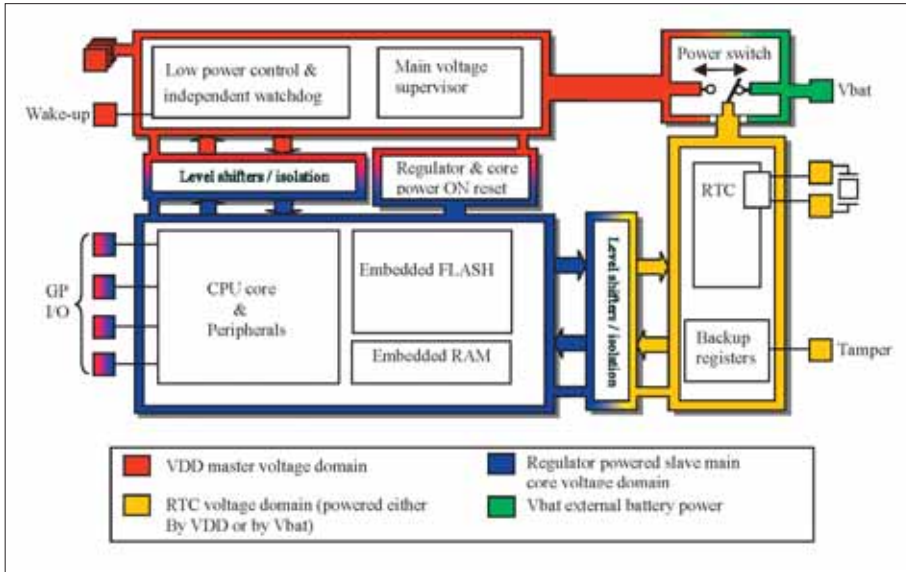 Power switch
Low power control &
independent watchdog
Main voltage
supervisor
Vbat
Wake-up
Level shifters / isolation
Regulator & core
power ON reset
RTC
GP
I/O
CPU core
&
Peripherals
Embedded FLASH
Embedded RAM
Level shifters / isolation
Backup
registers
Tamper
VDD master voltage domain
RTC voltage domain (powered either
By VDD or by Vbat)
Regulator powered slave main
core voltage domain
Vbat external battery power